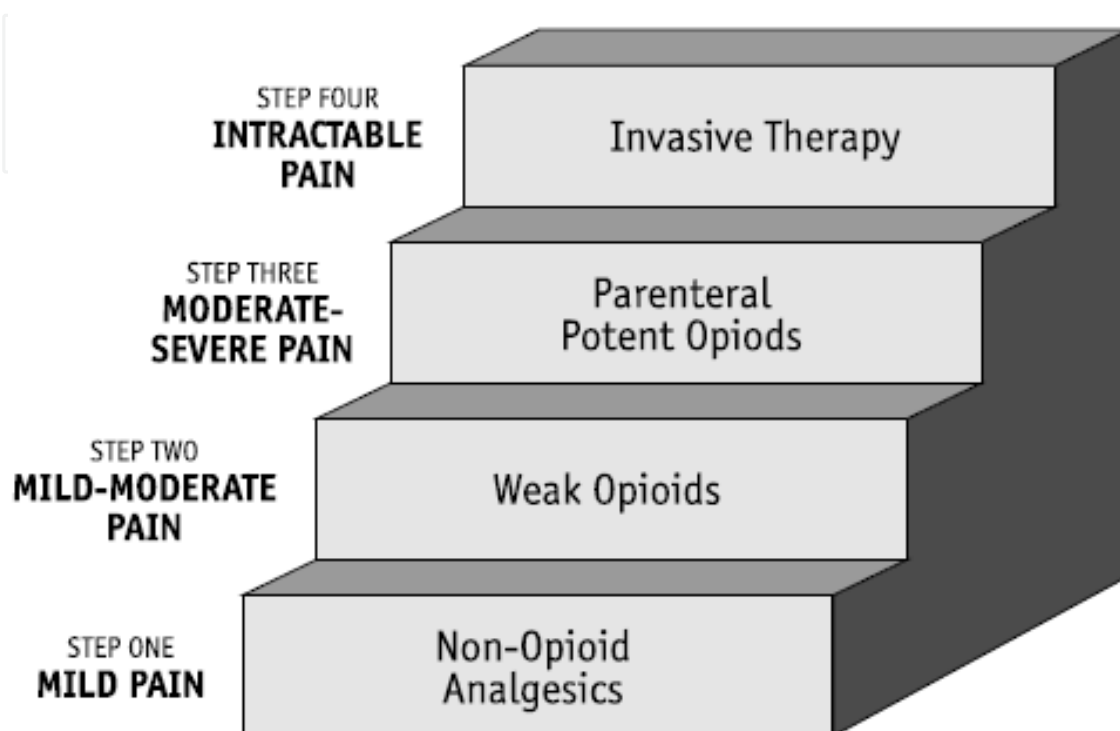 STEP FOUR
INTRACTABLE
PAIN
Invasive Therapy
STEP THREE
MODERATE-
SEVERE PAIN
Parenteral
Potent Opiods
STEP TWO
MILD-MODERATE
PAIN
Weak Opioids
STEP ONE
MILD PAIN
Non-Opioid
Analgesics